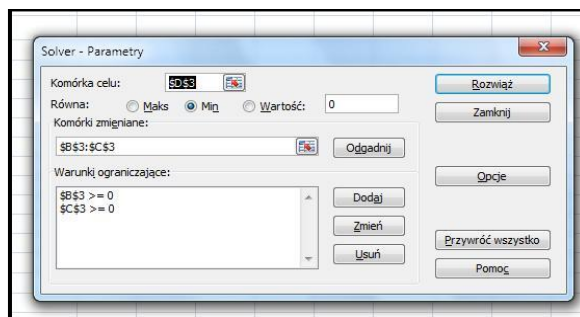 Solver - Parametry
Komórka celu: $D$3
Rozwiąż
Równa: Maks Min Wartość: 0
Zamknij
Komórki zmieniane:
$B$3:$C$3
Odgadnij
Warunki ograniczające:
Opcje
$B$3 >= 0
Dodaj
$C$3 >= 0
Zmień
Przywróć wszystko
Usuń
Pomoc